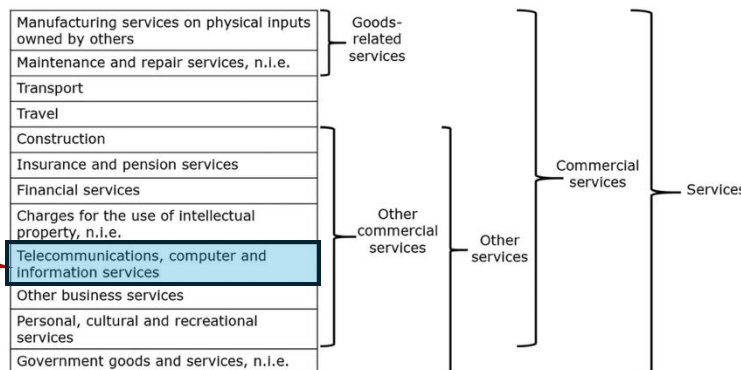 Manufacturing services on physical inputs
owned by others
Maintenance and repair services, n.i.e.
Transport
Travel
Construction
Insurance and pension services
Financial services
Charges for the use of intellectual
property, n.i.e.
Telecommunications, computer and
information services
Other business services
Personal, cultural and recreational
services
Government goods and services, n.i.e.
Goods-
related
services
Other
commercial
services
Other
services
Commercial
services
Services